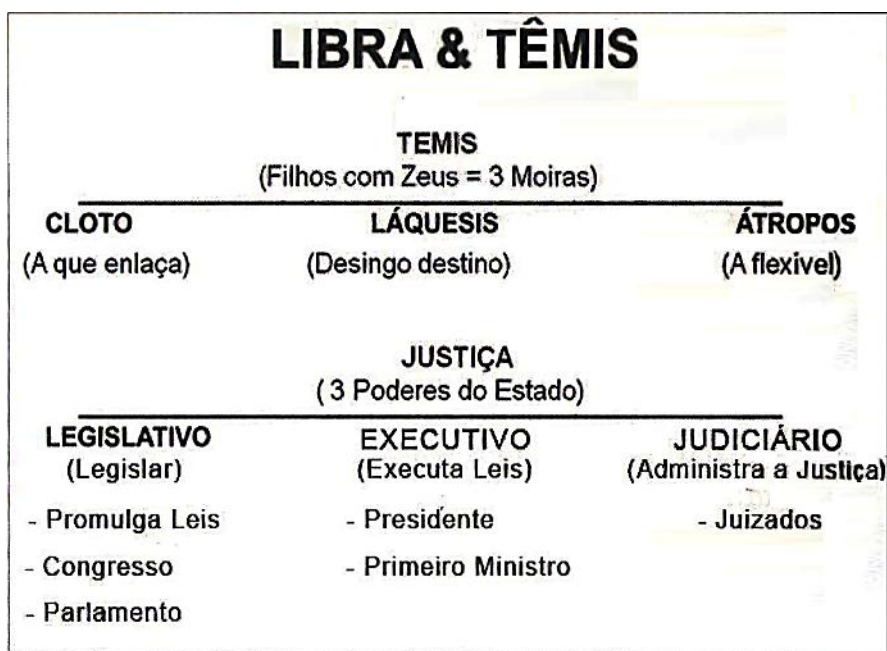 LIBRA & TÊMIS
TEMIS
(Filhos com Zeus = 3 Moiras)
CLOTO LÁQUESIS ÁTROPOS
(A que enlaça) (Desingo destino) (A flexivel)
JUSTIÇA
( 3 Poderes do Estado)
LEGISLATIVO EXECUTIVO JUDICIÁRIO
(Legislar) (Executa Leis) (Administra a Justiça)
- Promulga Leis - Presidente - Juizados
- Congresso - Primeiro Ministro
- Parlamento